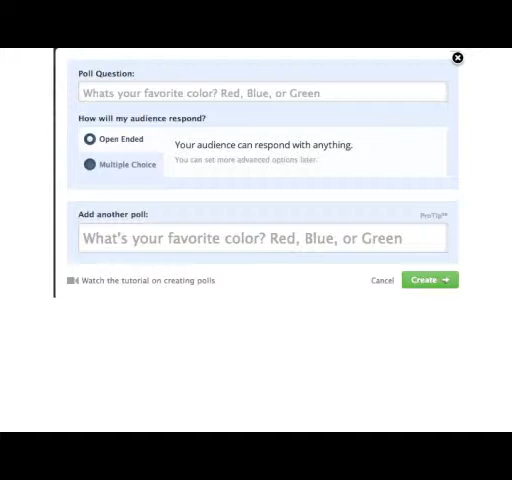 Poll Question:
Whats your favorite color? Red, Blue, or Green
How will my audience respond?
Open Ended
Your audience can respond with anything.
You can set more advanced options later.
Multiple Choice
Add another poll:
ProTip™
What's your favorite color? Red, Blue, or Green
Watch the tutorial on creating polls
Cancel
Create